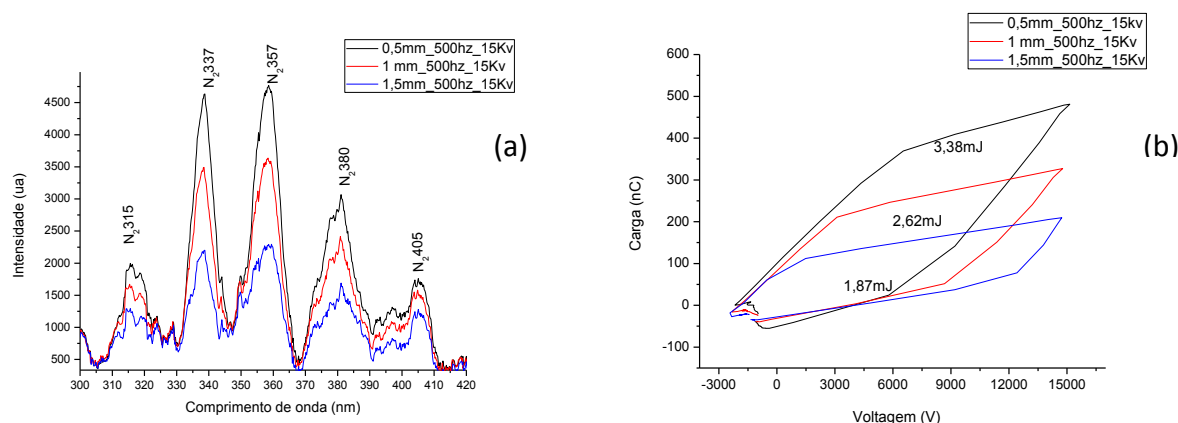 0,5mm_500hz_15Kv
1 mm_500hz_15Kv
1,5mm_500hz_15Kv
N2315
N2337
N2357
N2380
N2405
(a)
Intensidade (ua)
4500
4000
3500
3000
2500
2000
1500
1000
500
300 310 320 330 340 350 360 370 380 390 400 410 420
Comprimento de onda (nm)
0,5mm_500hz_15kv
1 mm_500hz_15Kv
1,5mm_500hz_15Kv
(b)
Carga (nC)
600
500
400
300
200
100
0
-100
3,38mJ
2,62mJ
1,87mJ
-3000 0 3000 6000 9000 12000 15000
Voltagem (V)